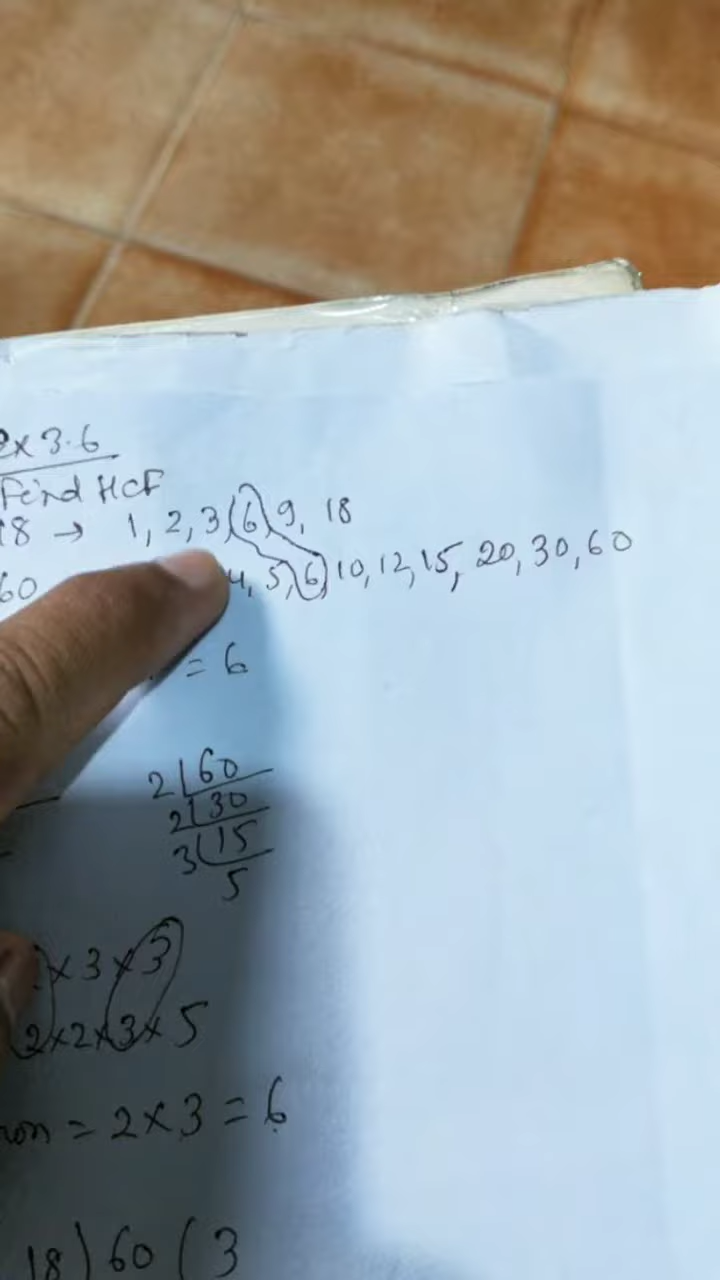 2x 3.6
Find HCF
18 → 1, 2, 3, 6, 9, 18
60 4, 5, 6, 10, 12, 15, 20, 30, 60
= 6
2 | 60
2 | 30
3 | 15
5
x 3 x 3
2 x 2 x 3 x 5
= 2 x 3 = 6
18 ) 60 ( 3